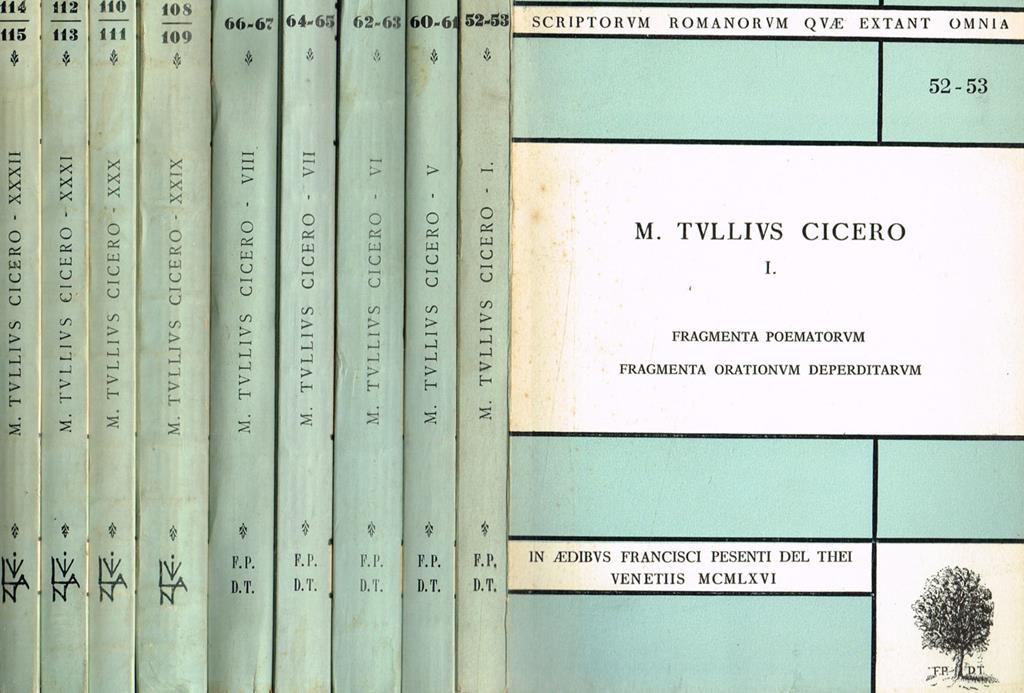 114
115
M. TVLLIVS CICERO - XXXII
112
113
M. TVLLIVS CICERO - XXXI
110
111
M. TVLLIVS CICERO - XXX
108
109
M. TVLLIVS CICERO - XXIX
66-67
M. TVLLIVS CICERO - VIII
F.P.
D.T.
64-65
M. TVLLIVS CICERO - VII
F.P.
D.T.
62-63
M. TVLLIVS CICERO - VI
F.P.
D.T.
60-61
M. TVLLIVS CICERO - V
F.P.
D.T.
52-53
M. TVLLIVS CICERO - I.
F.P.
D.T.
SCRIPTORVM ROMANORVM QVÆ EXTANT OMNIA
52-53
M. TVLLIVS CICERO
I.
FRAGMENTA POEMATORVM
FRAGMENTA ORATIONVM DEPERDITARVM
IN ÆDIBVS FRANCISCI PESENTI DEL THEI
VENETIIS MCMLXVI
F.P. D.T.